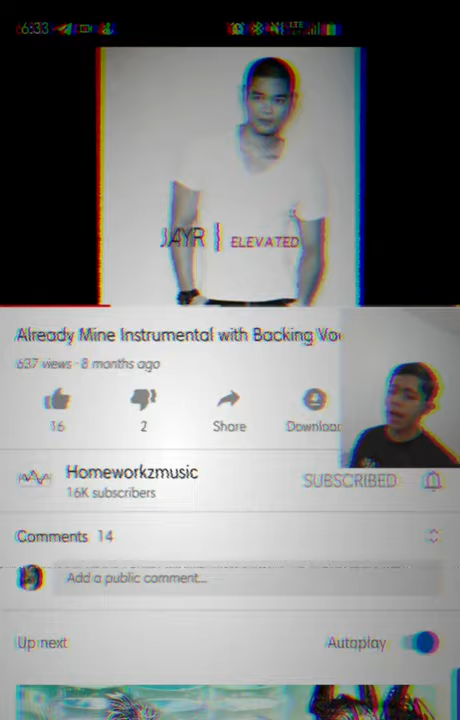 6:33
JAYR | ELEVATED
Already Mine Instrumental with Backing Vo
637 views · 8 months ago
16
2
Share
Download
Homeworkzmusic
16K subscribers
SUBSCRIBED
Comments 14
Add a public comment...
Up next
Autoplay